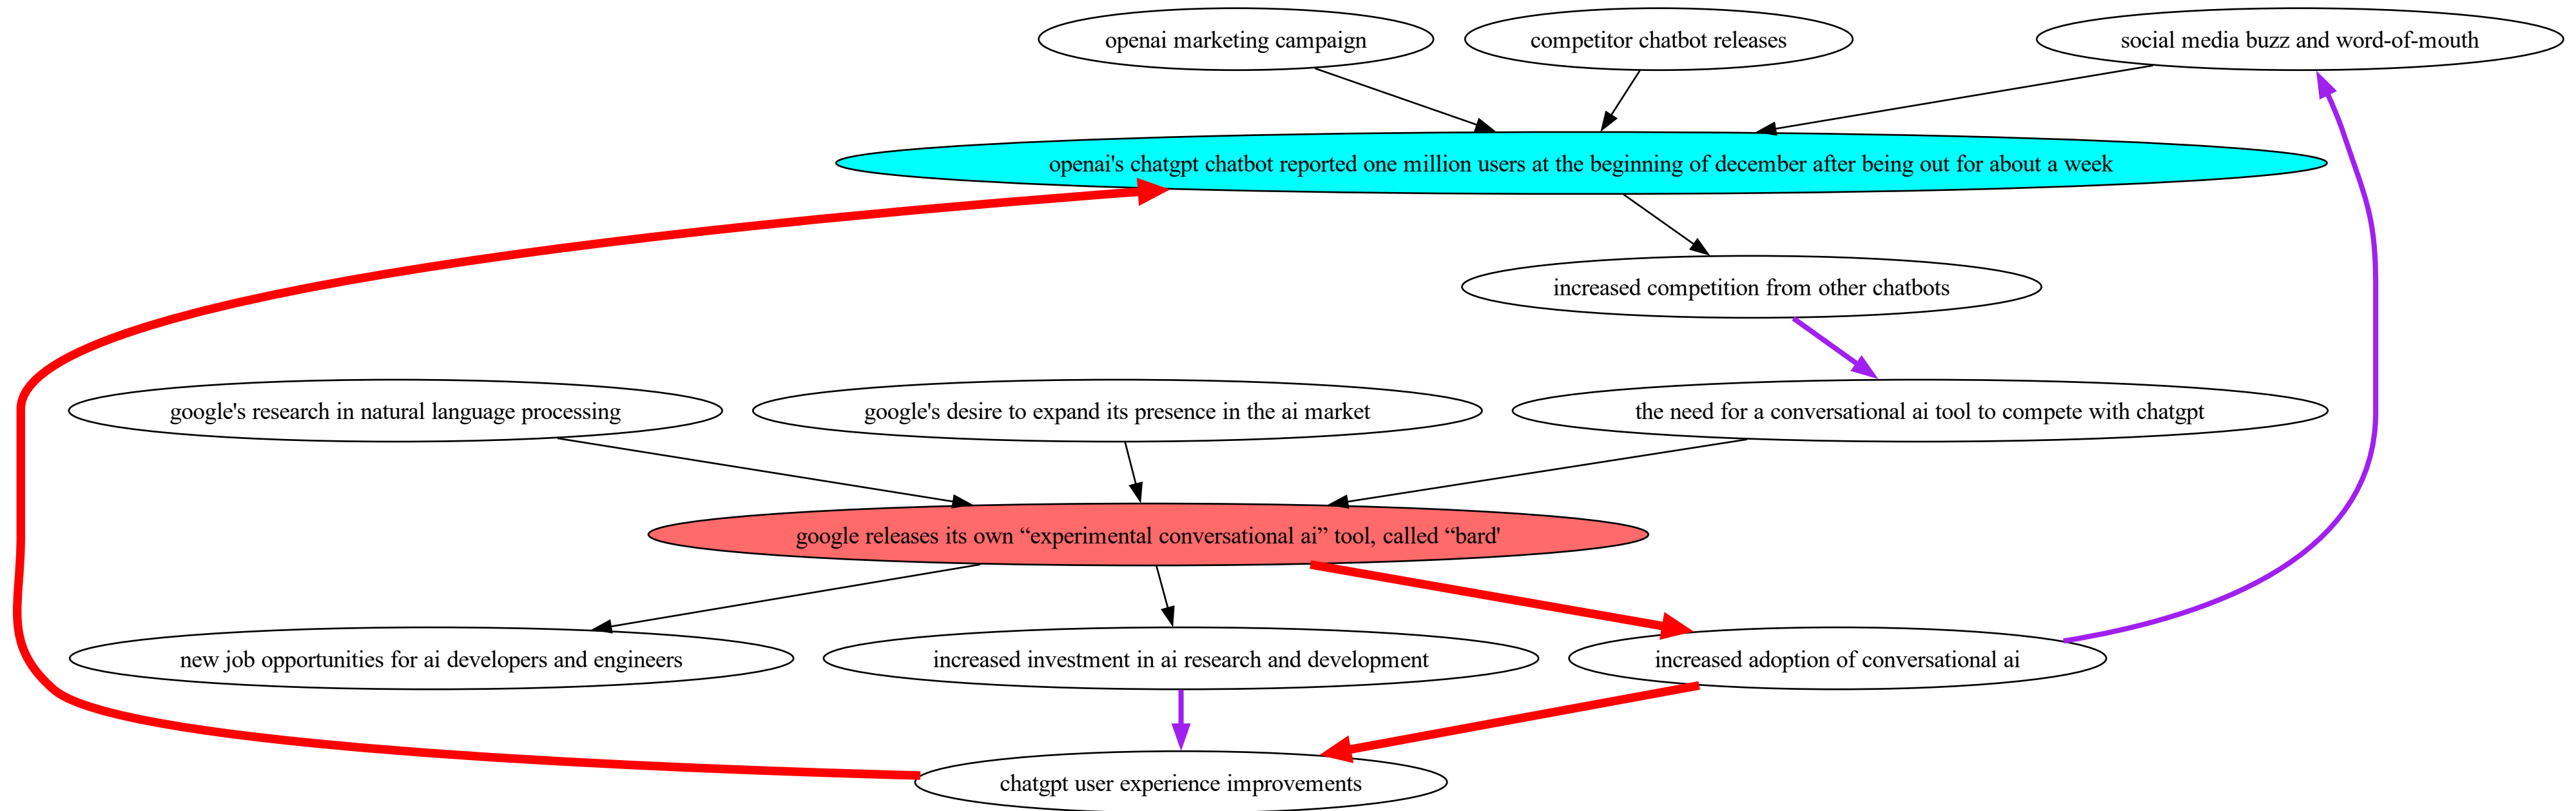 openai marketing campaign
competitor chatbot releases
social media buzz and word-of-mouth
openai's chatgpt chatbot reported one million users at the beginning of december after being out for about a week
increased competition from other chatbots
google's research in natural language processing
google's desire to expand its presence in the ai market
the need for a conversational ai tool to compete with chatgpt
google releases its own “experimental conversational ai” tool, called “bard'
new job opportunities for ai developers and engineers
increased investment in ai research and development
increased adoption of conversational ai
chatgpt user experience improvements